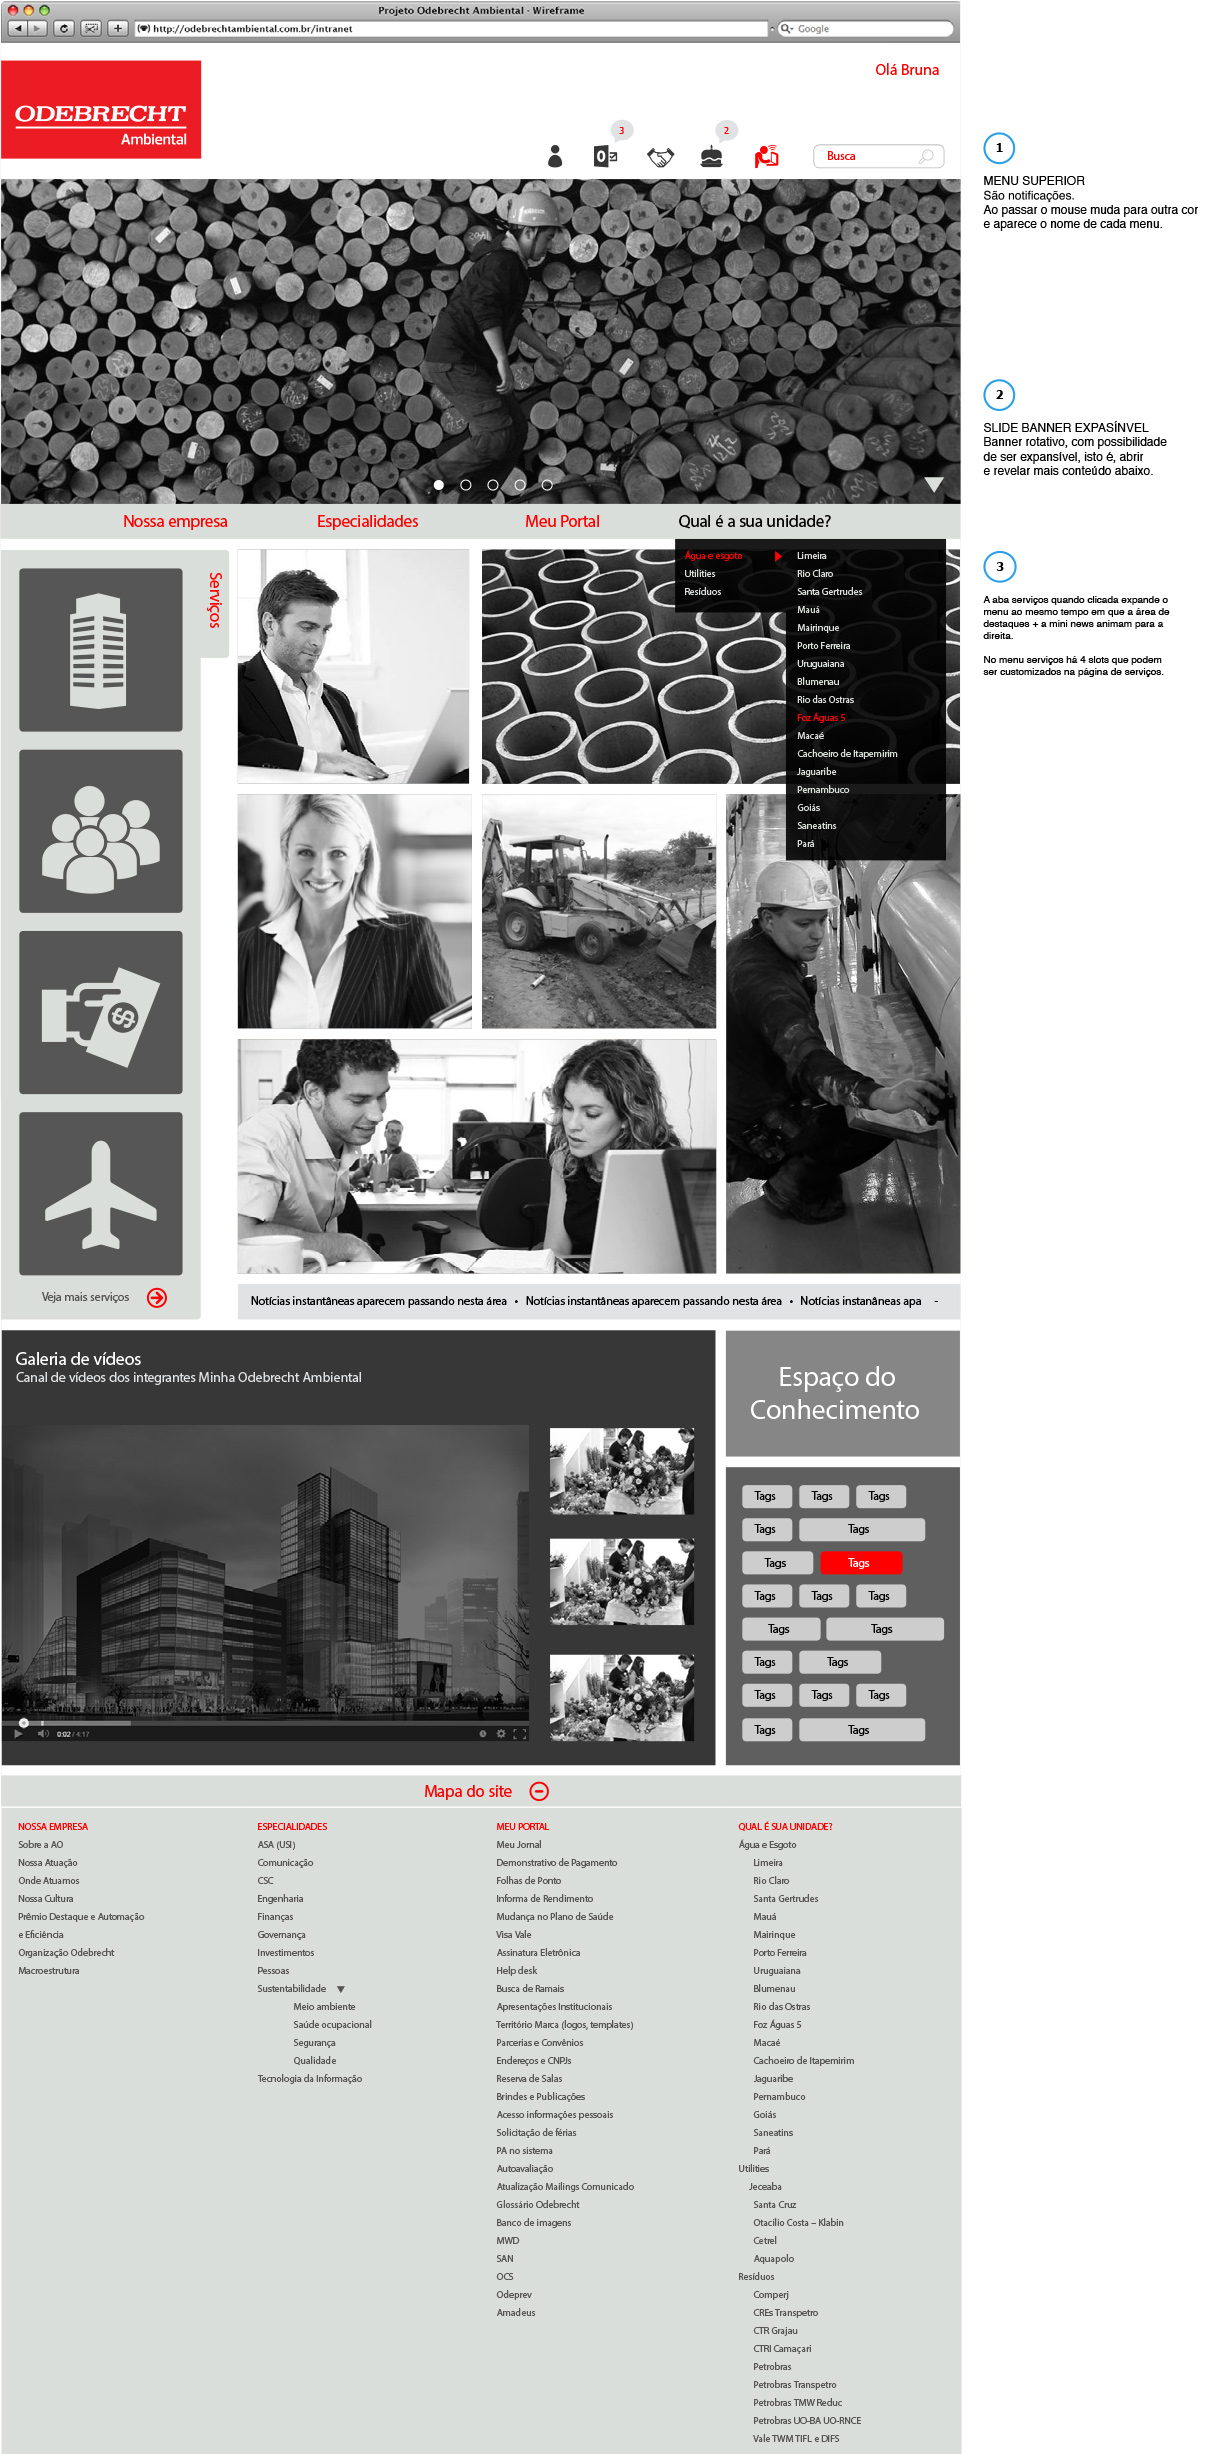 Projeto Odebrecht Ambiental - Wireframe
http://odebrechtambiental.com.br/intranet
Google
ODEBRECHT
Ambiental
Olá Bruna
3
2
Busca
1
MENU SUPERIOR
São notificações.
Ao passar o mouse muda para outra cor
e aparece o nome de cada menu.
2
SLIDE BANNER EXPASÍNVEL
Banner rotativo, com possibilidade
de ser expansível, isto é, abrir
e revelar mais conteúdo abaixo.
Nossa empresa
Especialidades
Meu Portal
Qual é a sua unidade?
3
A aba serviços quando clicada expande o
menu ao mesmo tempo em que a área de
destaques + a mini news animam para a
direita.
No menu serviços há 4 slots que podem
ser customizados na página de serviços.
Serviços
Água e esgoto
Utilities
Resíduos
Limeira
Rio Claro
Santa Gertrudes
Mauá
Mairinque
Porto Ferreira
Uruguaiana
Blumenau
Rio das Ostras
Foz Águas 5
Macaé
Cachoeiro de Itapemirim
Jaguaribe
Pernambuco
Goiás
Saneatins
Pará
Veja mais serviços
Notícias instantâneas aparecem passando nesta área • Notícias instantâneas aparecem passando nesta área • Notícias instanâneas apa -
Galeria de vídeos
Canal de vídeos dos integrantes Minha Odebrecht Ambiental
0:02 / 4:17
Espaço do
Conhecimento
Tags Tags Tags
Tags Tags
Tags Tags
Tags Tags Tags
Tags Tags
Tags Tags
Tags Tags Tags
Tags Tags
Mapa do site
NOSSA EMPRESA
Sobre a AO
Nossa Atuação
Onde Atuamos
Nossa Cultura
Prêmio Destaque e Automação
e Eficiência
Organização Odebrecht
Macroestrutura
ESPECIALIDADES
ASA (USI)
Comunicação
CSC
Engenharia
Finanças
Governança
Investimentos
Pessoas
Sustentabilidade
Meio ambiente
Saúde ocupacional
Segurança
Qualidade
Tecnologia da Informação
MEU PORTAL
Meu Jornal
Demonstrativo de Pagamento
Folhas de Ponto
Informa de Rendimento
Mudança no Plano de Saúde
Visa Vale
Assinatura Eletrônica
Help desk
Busca de Ramais
Apresentações Institucionais
Território Marca (logos, templates)
Parcerias e Convênios
Endereços e CNPJs
Reserva de Salas
Brindes e Publicações
Acesso informações pessoais
Solicitação de férias
PA no sistema
Autoavaliação
Atualização Mailings Comunicado
Glossário Odebrecht
Banco de imagens
MWD
SAN
OCS
Odeprev
Amadeus
QUAL É SUA UNIDADE?
Água e Esgoto
Limeira
Rio Claro
Santa Gertrudes
Mauá
Mairinque
Porto Ferreira
Uruguaiana
Blumenau
Rio das Ostras
Foz Águas 5
Macaé
Cachoeiro de Itapemirim
Jaguaribe
Pernambuco
Goiás
Saneatins
Pará
Utilities
Jeceaba
Santa Cruz
Otacilio Costa – Klabin
Cetrel
Aquapolo
Resíduos
Comperj
CREs Transpetro
CTR Grajau
CTRI Camaçari
Petrobras
Petrobras Transpetro
Petrobras TMW Reduc
Petrobras UO-BA UO-RNCE
Vale TWM TIFL e DIFS